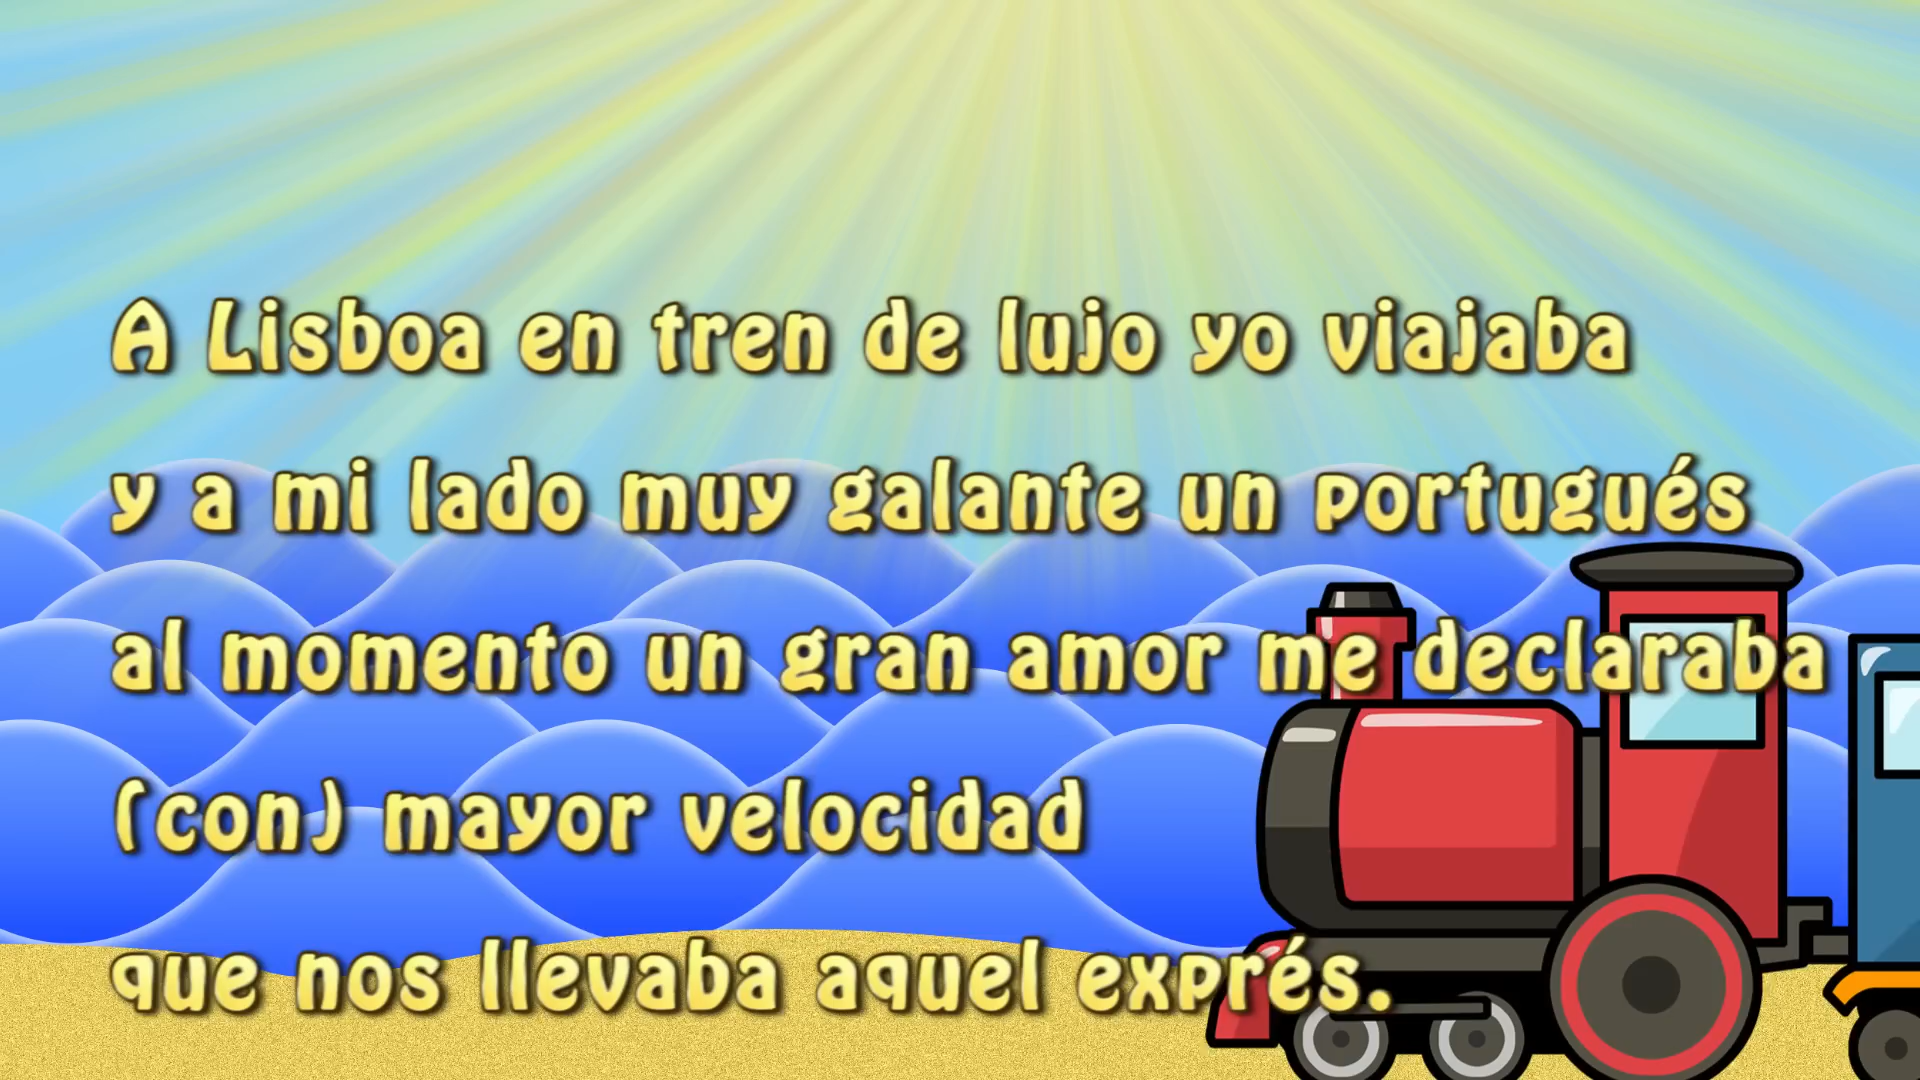 A Lisboa en tren de lujo yo viajaba
y a mi lado muy galante un portugués
al momento un gran amor me declaraba
(con) mayor velocidad
que nos llevaba aquel exprés.